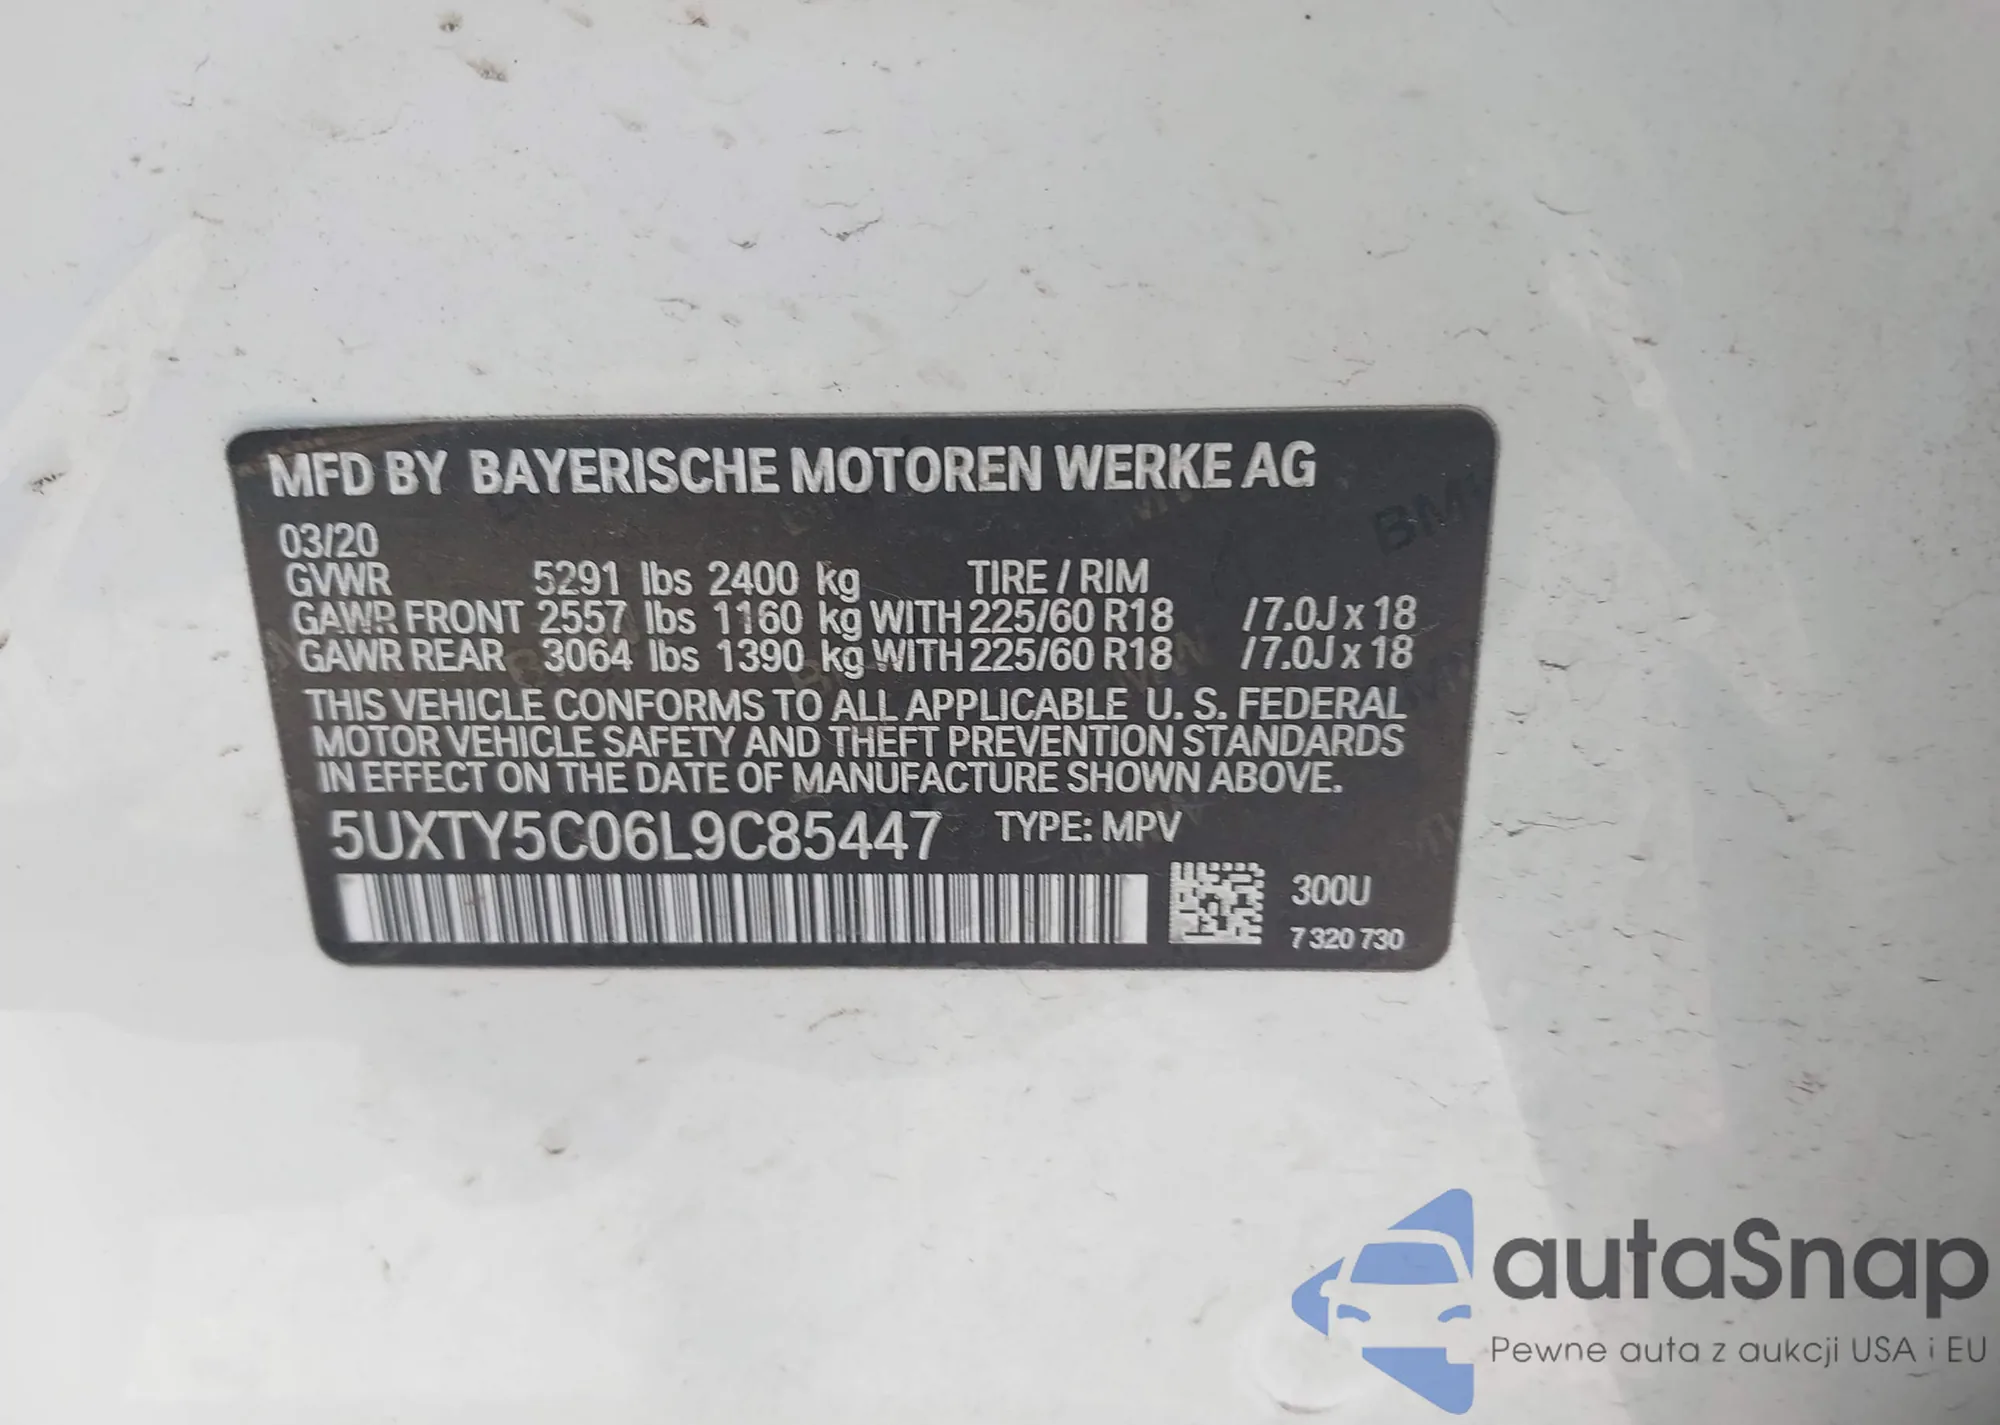 MFD BY BAYERISCHE MOTOREN WERKE AG
03/20
GVWR 5291 lbs 2400 kg TIRE / RIM
GAWR FRONT 2557 lbs 1160 kg WITH 225/60 R18 /7.0J x 18
GAWR REAR 3064 lbs 1390 kg WITH 225/60 R18 /7.0J x 18
THIS VEHICLE CONFORMS TO ALL APPLICABLE U. S. FEDERAL
MOTOR VEHICLE SAFETY AND THEFT PREVENTION STANDARDS
IN EFFECT ON THE DATE OF MANUFACTURE SHOWN ABOVE.
5UXTY5C06L9C85447 TYPE: MPV
300U
7 320 730
autaSnap
Pewne auta z aukcji USA i EU